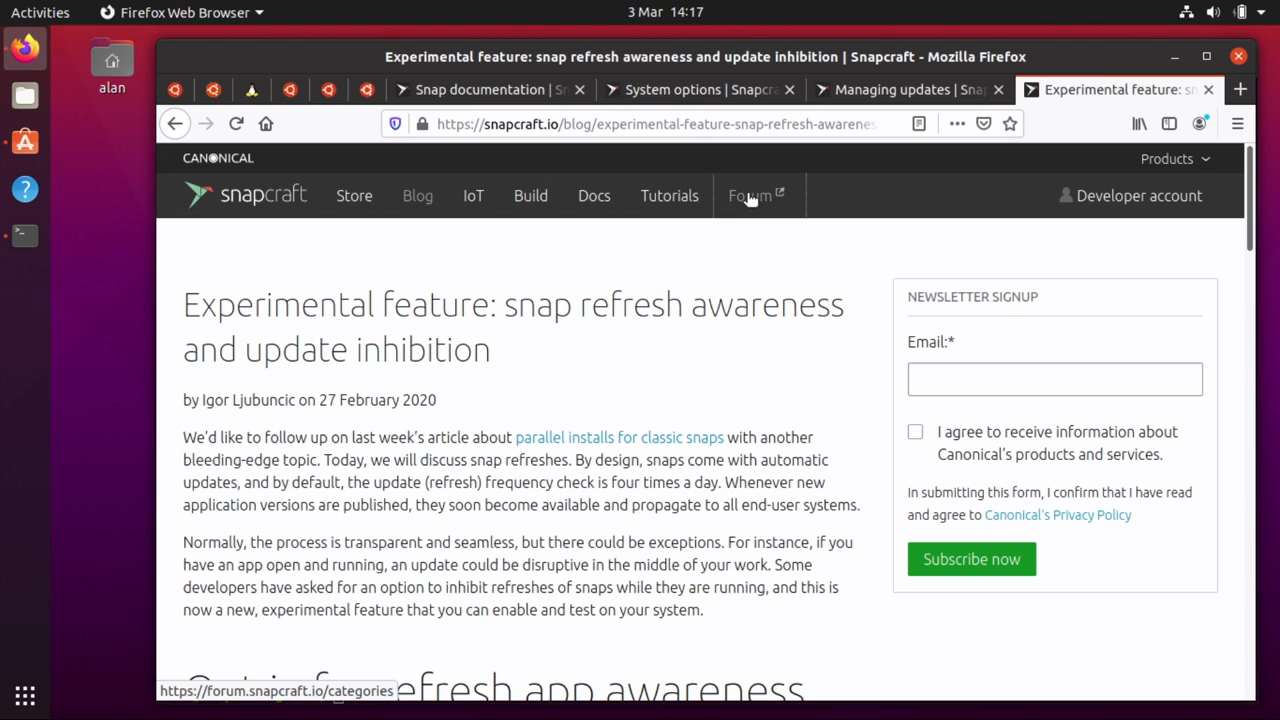 Activities
Firefox Web Browser
3 Mar 14:17
alan
Experimental feature: snap refresh awareness and update inhibition | Snapcraft - Mozilla Firefox
Snap documentation | Sn
System options | Snapcra
Managing updates | Snap
Experimental feature: sn
https://snapcraft.io/blog/experimental-feature-snap-refresh-awarenes
CANONICAL
Products
snapcraft
Store
Blog
IoT
Build
Docs
Tutorials
Forum
Developer account
Experimental feature: snap refresh awareness
and update inhibition
by Igor Ljubuncic on 27 February 2020
We'd like to follow up on last week's article about parallel installs for classic snaps with another
bleeding-edge topic. Today, we will discuss snap refreshes. By design, snaps come with automatic
updates, and by default, the update (refresh) frequency check is four times a day. Whenever new
application versions are published, they soon become available and propagate to all end-user systems.
Normally, the process is transparent and seamless, but there could be exceptions. For instance, if you
have an app open and running, an update could be disruptive in the middle of your work. Some
developers have asked for an option to inhibit refreshes of snaps while they are running, and this is
now a new, experimental feature that you can enable and test on your system.
refresh app awareness
NEWSLETTER SIGNUP
Email:*
I agree to receive information about
Canonical's products and services.
In submitting this form, I confirm that I have read
and agree to Canonical's Privacy Policy
Subscribe now
https://forum.snapcraft.io/categories